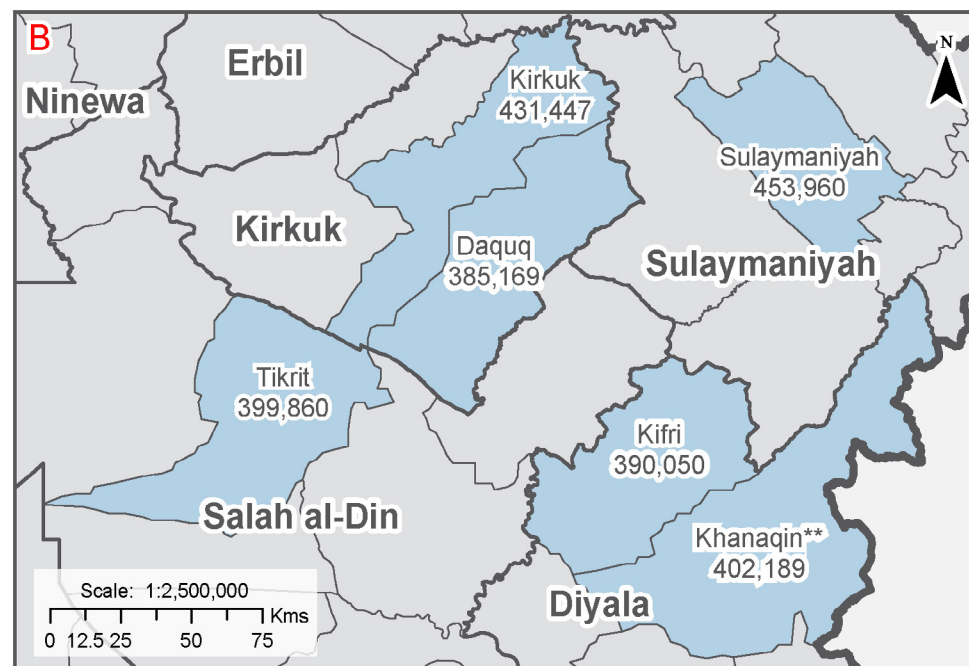 B
N
Erbil
Ninewa
Kirkuk
431,447
Sulaymaniyah
453,960
Kirkuk
Daquq
385,169
Sulaymaniyah
Tikrit
399,860
Kifri
390,050
Salah al-Din
Khanaqin**
402,189
Diyala
Scale: 1:2,500,000
Kms
0 12.5 25 50 75